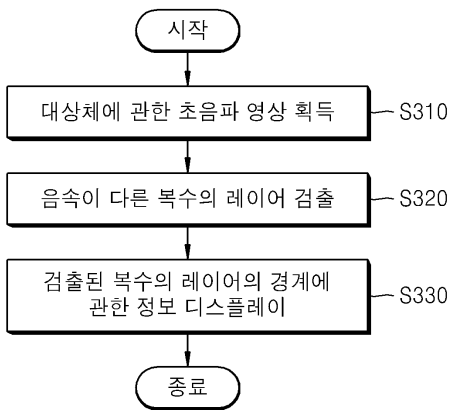 시작
대상체에 관한 초음파 영상 획득
S310
음속이 다른 복수의 레이어 검출
S320
검출된 복수의 레이어의 경계에
관한 정보 디스플레이
S330
종료